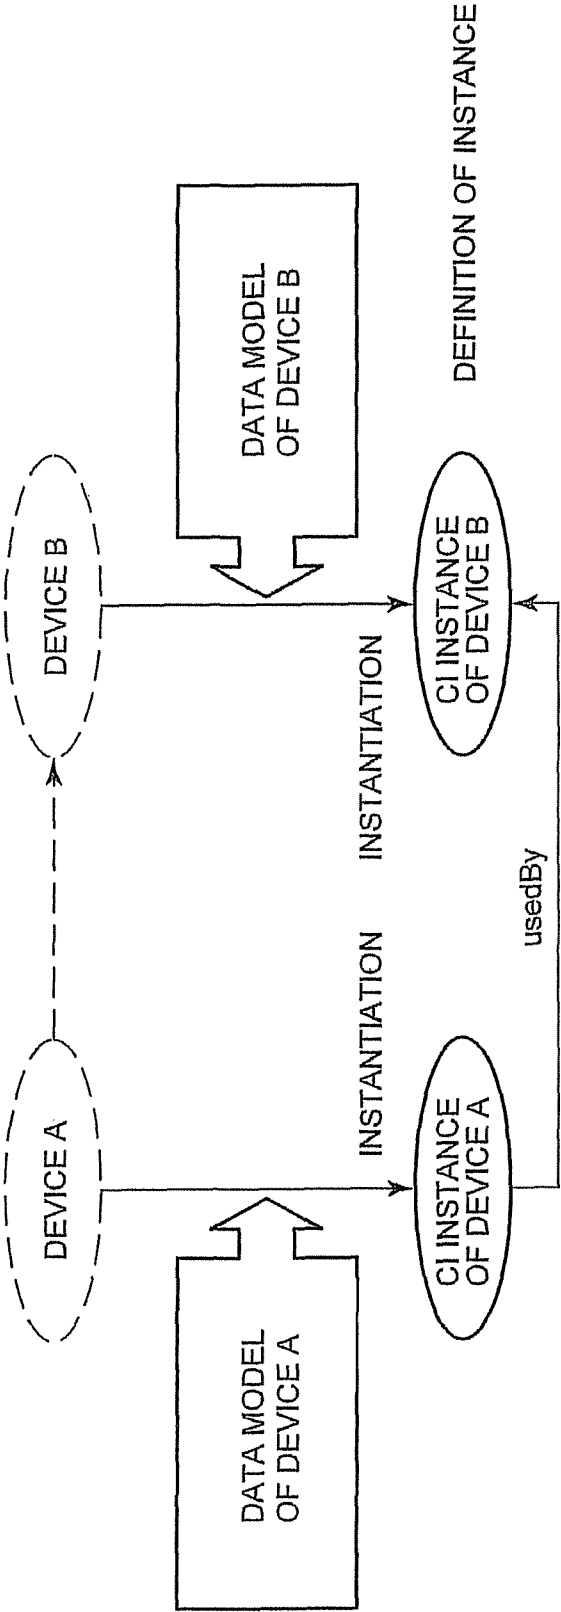 DEVICE A
DEVICE B
DATA MODEL
OF DEVICE A
DATA MODEL
OF DEVICE B
INSTANTIATION
INSTANTIATION
CI INSTANCE
OF DEVICE A
CI INSTANCE
OF DEVICE B
DEFINITION OF INSTANCE
usedBy